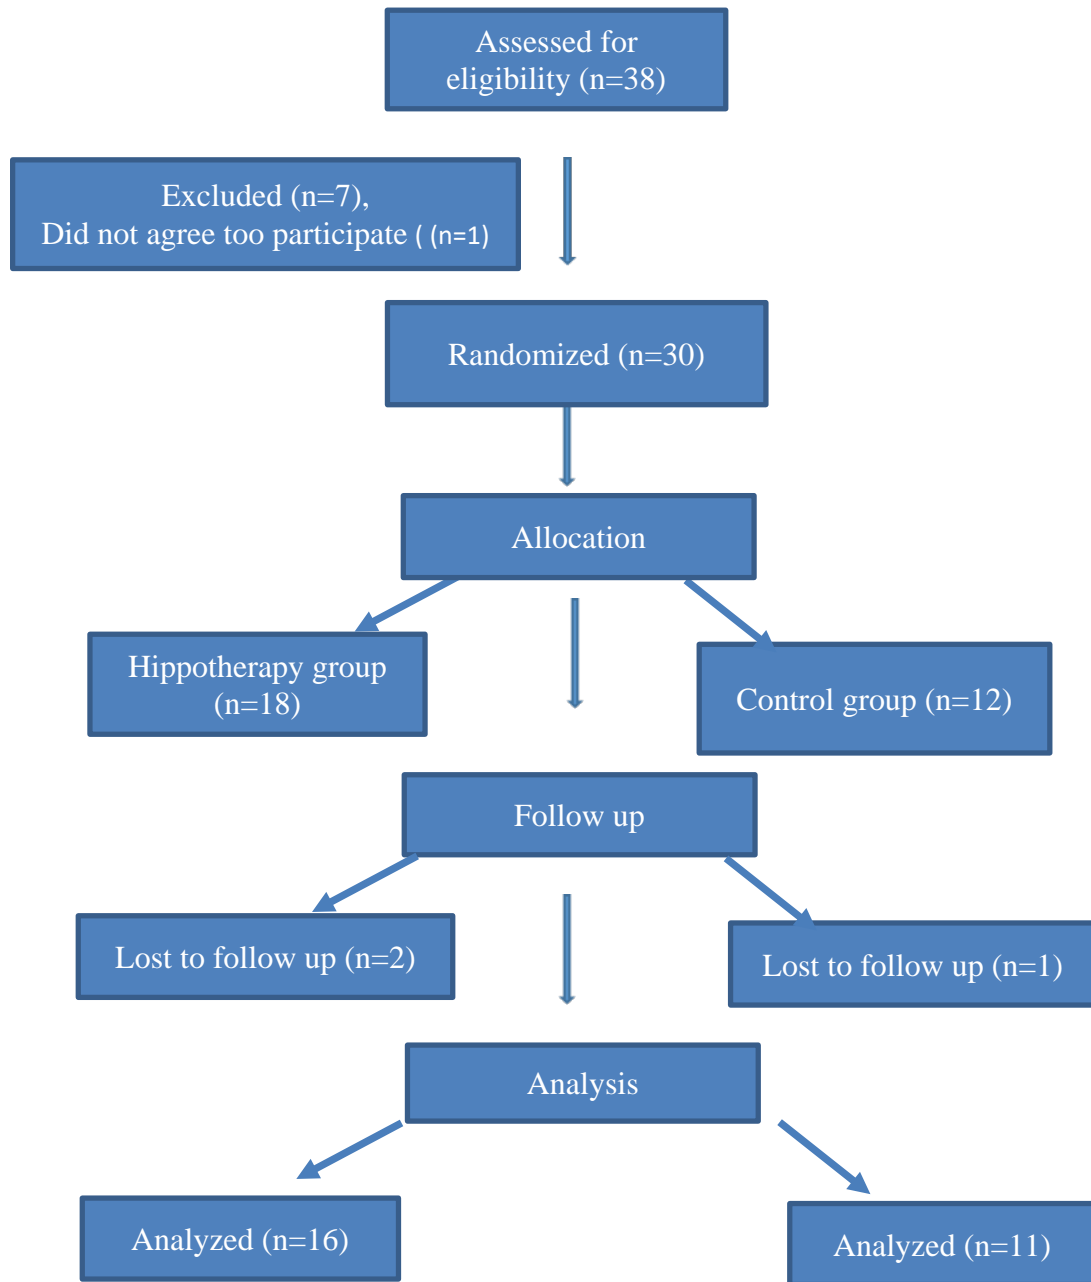 Assessed for
eligibility (n=38)
Excluded (n=7),
Did not agree too participate ( (n=1)
Randomized (n=30)
Allocation
Hippotherapy group
(n=18)
Control group (n=12)
Follow up
Lost to follow up (n=2)
Lost to follow up (n=1)
Analysis
Analyzed (n=16)
Analyzed (n=11)